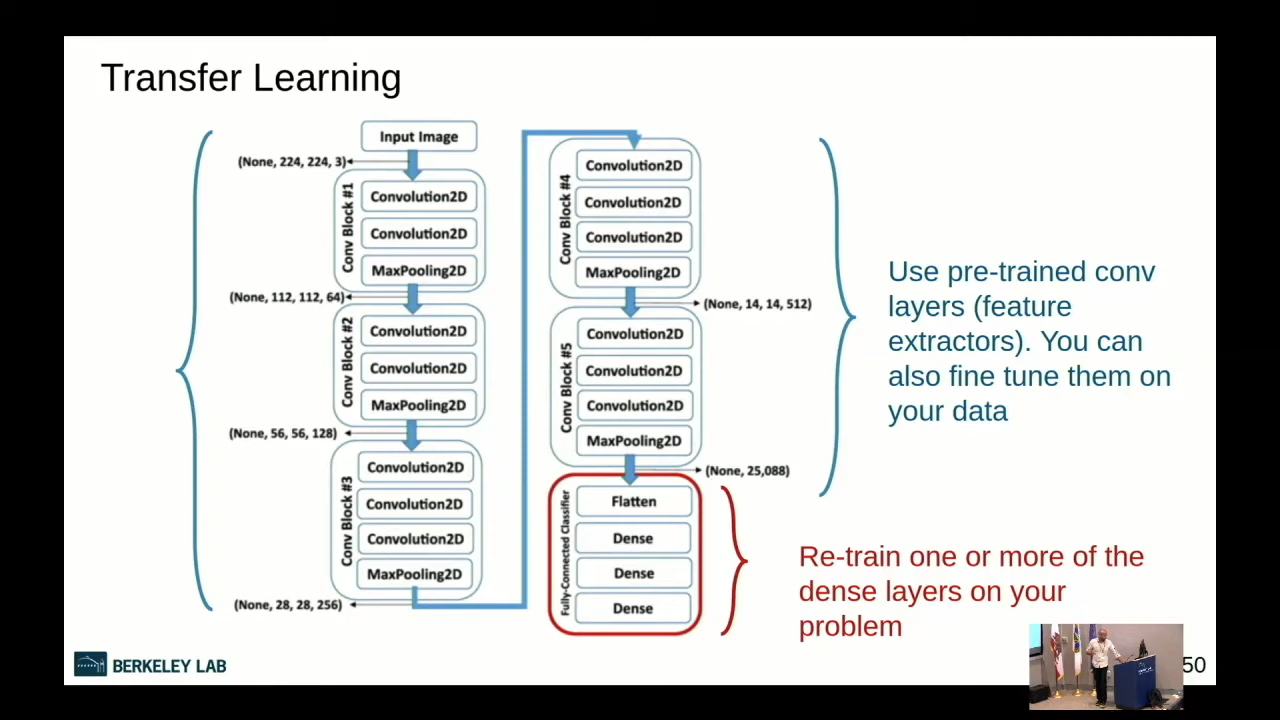 Transfer Learning
Input Image
(None, 224, 224, 3)
Conv Block #1
Convolution2D
Convolution2D
MaxPooling2D
(None, 112, 112, 64)
Conv Block #2
Convolution2D
Convolution2D
MaxPooling2D
(None, 56, 56, 128)
Conv Block #3
Convolution2D
Convolution2D
Convolution2D
MaxPooling2D
(None, 28, 28, 256)
Conv Block #4
Convolution2D
Convolution2D
Convolution2D
MaxPooling2D
(None, 14, 14, 512)
Conv Block #5
Convolution2D
Convolution2D
Convolution2D
MaxPooling2D
(None, 25,088)
Fully-Connected Classifier
Flatten
Dense
Dense
Dense
Use pre-trained conv
layers (feature
extractors). You can
also fine tune them on
your data
Re-train one or more of the
dense layers on your
problem
BERKELEY LAB
50